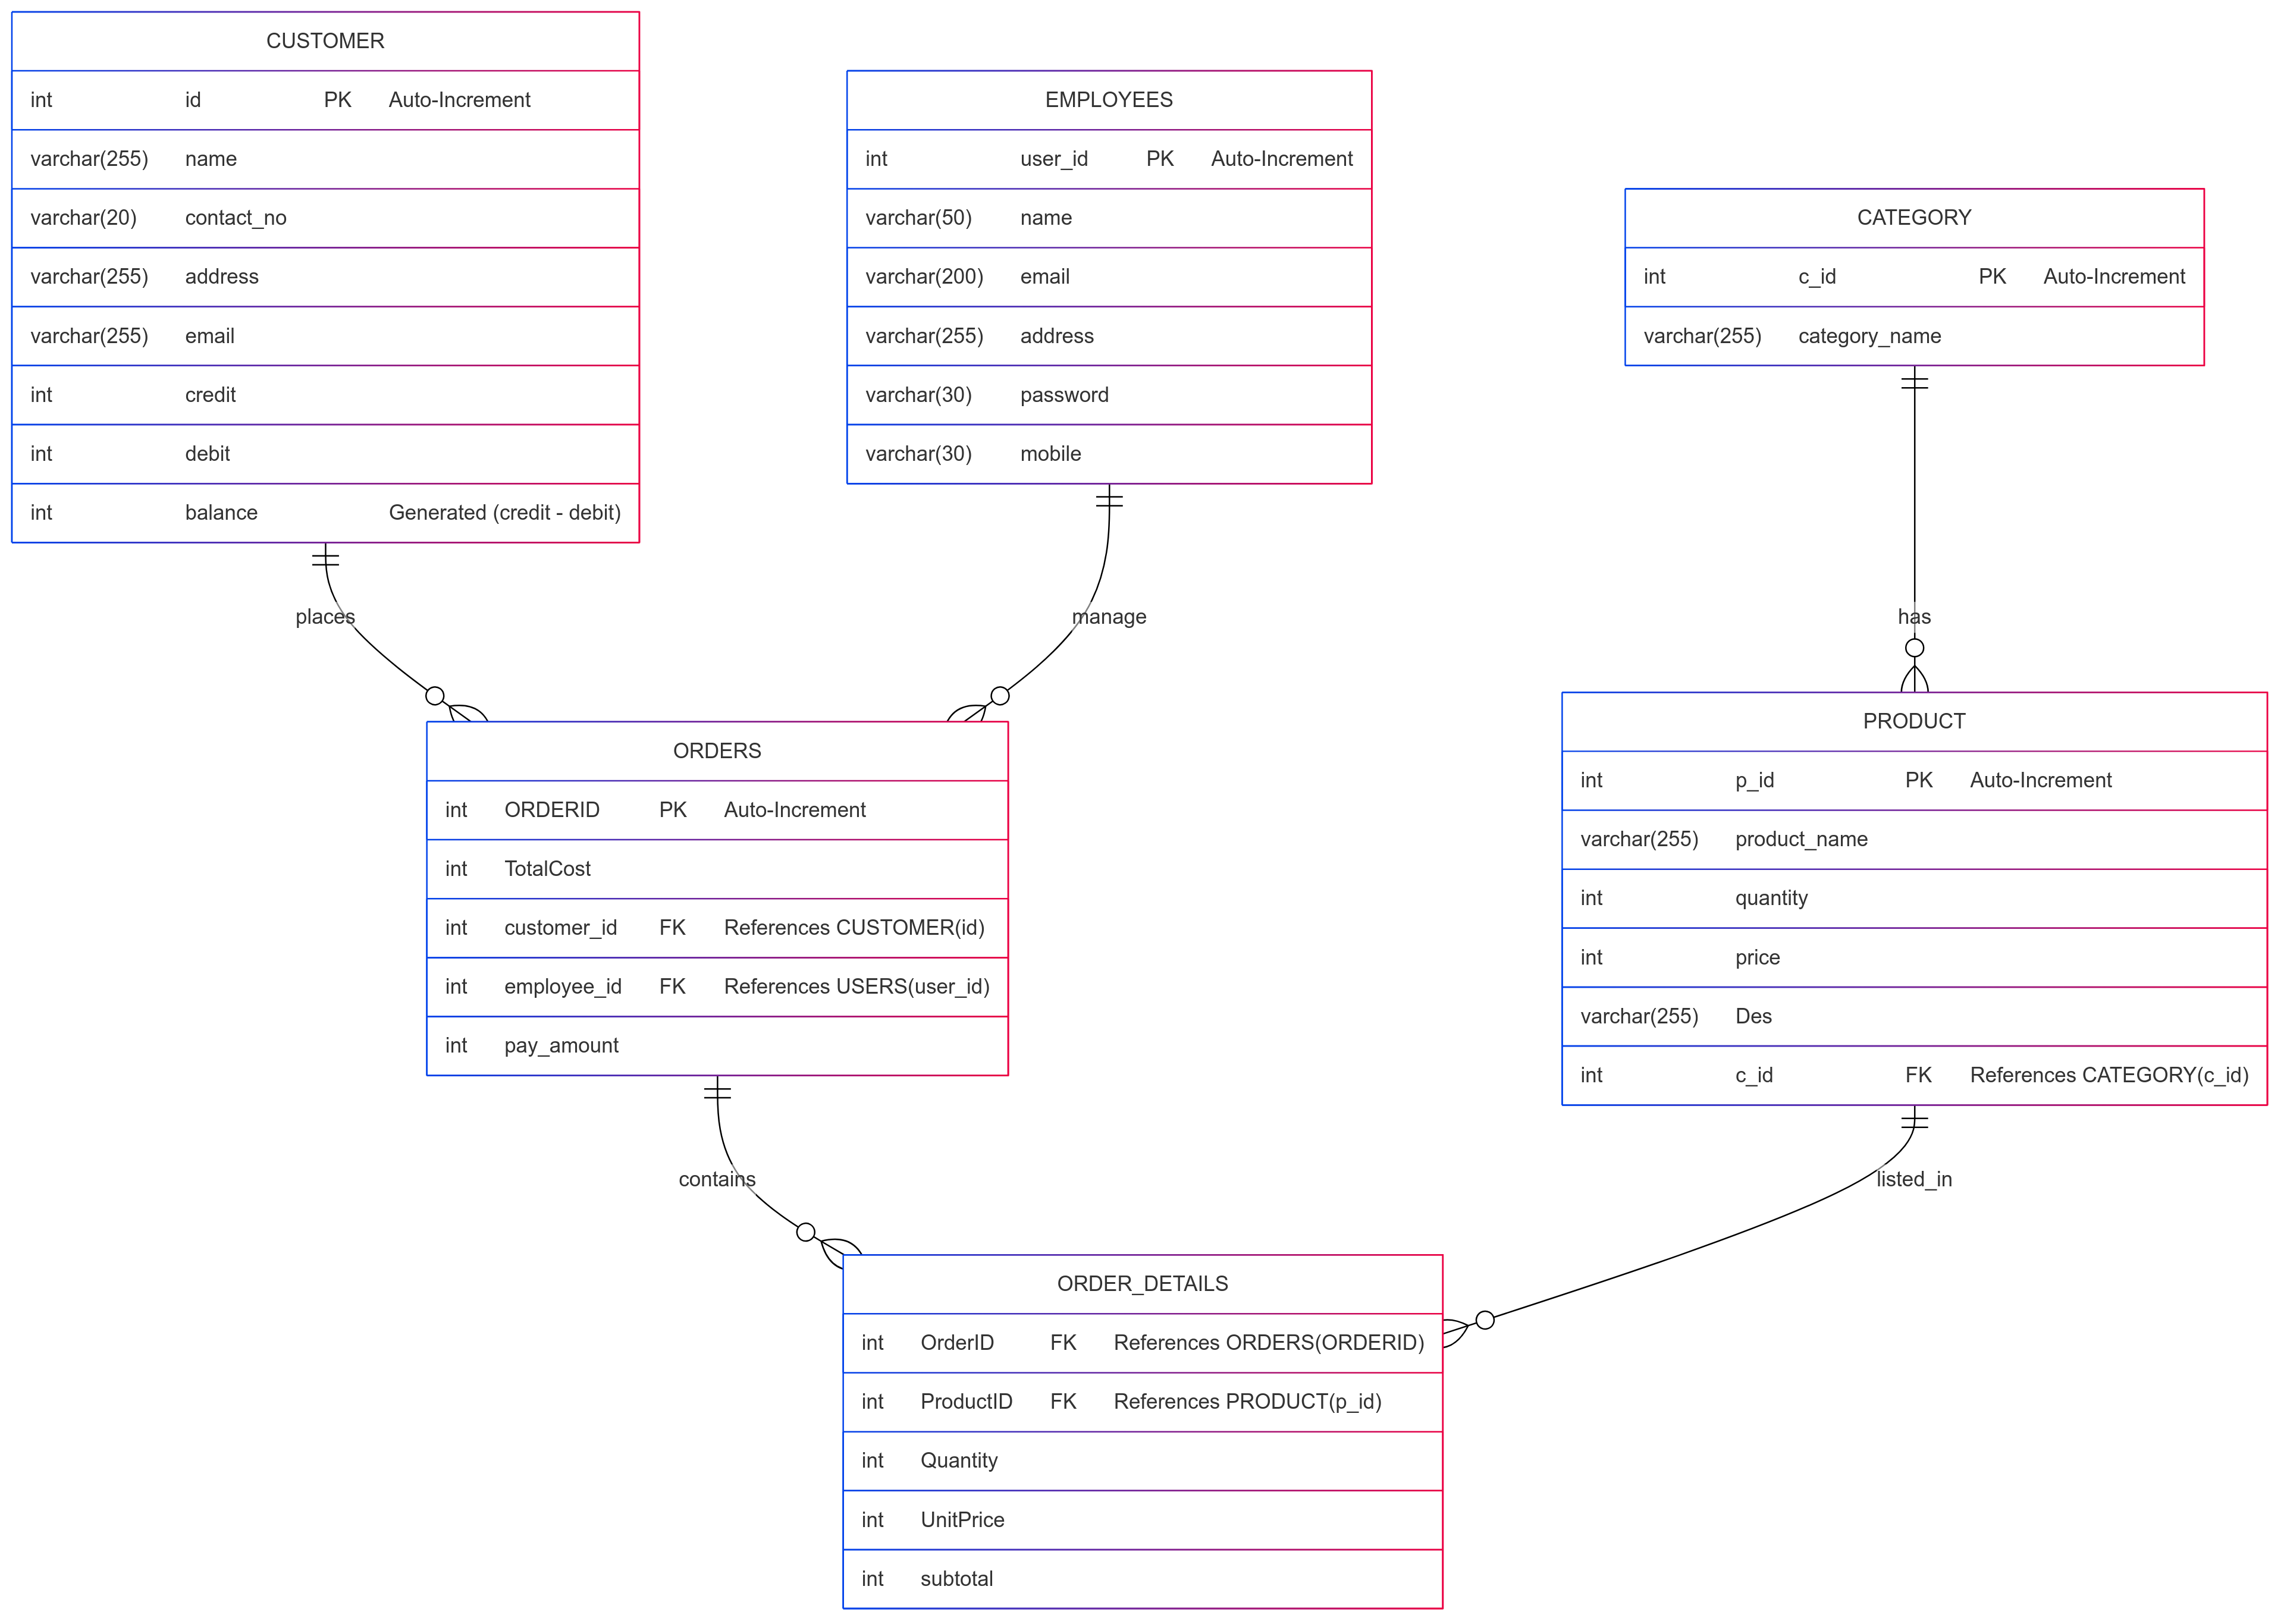 CUSTOMER
int id PK Auto-Increment
varchar(255) name
varchar(20) contact_no
varchar(255) address
varchar(255) email
int credit
int debit
int balance Generated (credit - debit)
EMPLOYEES
int user_id PK Auto-Increment
varchar(50) name
varchar(200) email
varchar(255) address
varchar(30) password
varchar(30) mobile
CATEGORY
int c_id PK Auto-Increment
varchar(255) category_name
places
manage
has
ORDERS
int ORDERID PK Auto-Increment
int TotalCost
int customer_id FK References CUSTOMER(id)
int employee_id FK References USERS(user_id)
int pay_amount
PRODUCT
int p_id PK Auto-Increment
varchar(255) product_name
int quantity
int price
varchar(255) Des
int c_id FK References CATEGORY(c_id)
contains
listed_in
ORDER_DETAILS
int OrderID FK References ORDERS(ORDERID)
int ProductID FK References PRODUCT(p_id)
int Quantity
int UnitPrice
int subtotal